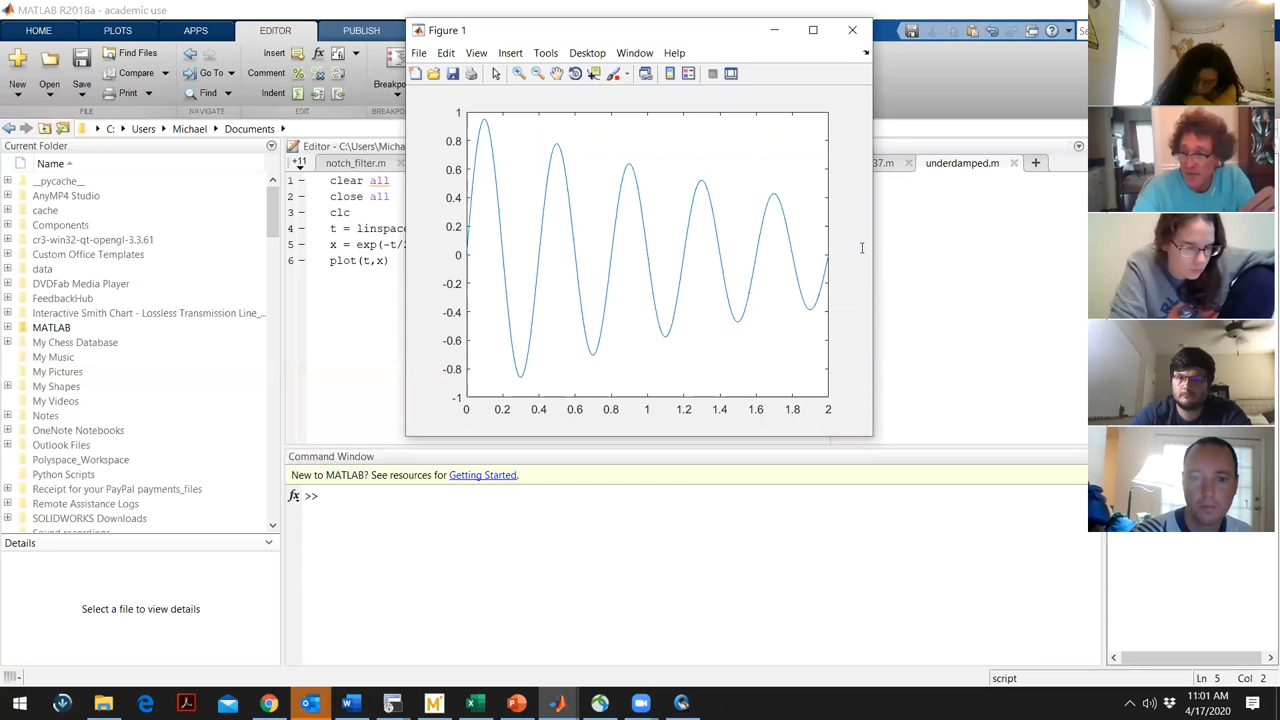 MATLAB R2018a - academic use
HOME PLOTS APPS EDITOR PUBLISH
New Open Save Find Files Compare Print Go To Find Insert Comment Indent
FILE NAVIGATE
C: Users Michael Documents
Current Folder
Name
__pycache__
AnyMP4 Studio
cache
Components
cr3-win32-qt-opengl-3.3.61
Custom Office Templates
data
DVDFab Media Player
FeedbackHub
Interactive Smith Chart - Lossless Transmission Line_...
MATLAB
My Chess Database
My Music
My Pictures
My Shapes
My Videos
Notes
OneNote Notebooks
Outlook Files
Polyspace_Workspace
Python Scripts
Receipt for your PayPal payments_files
Remote Assistance Logs
SOLIDWORKS Downloads
Sound recordings
Details
Select a file to view details
+11 notch_filter.m 37.m underdamped.m +
1 clear all
2 close all
3 clc
4 t = linspace
5 x = exp(-t/
6 plot(t,x)
Figure 1
File Edit View Insert Tools Desktop Window Help
1
0.8
0.6
0.4
0.2
0
-0.2
-0.4
-0.6
-0.8
-1
0 0.2 0.4 0.6 0.8 1 1.2 1.4 1.6 1.8 2
Command Window
New to MATLAB? See resources for Getting Started.
fx >>
script Ln 5 Col 2
11:01 AM
4/17/2020